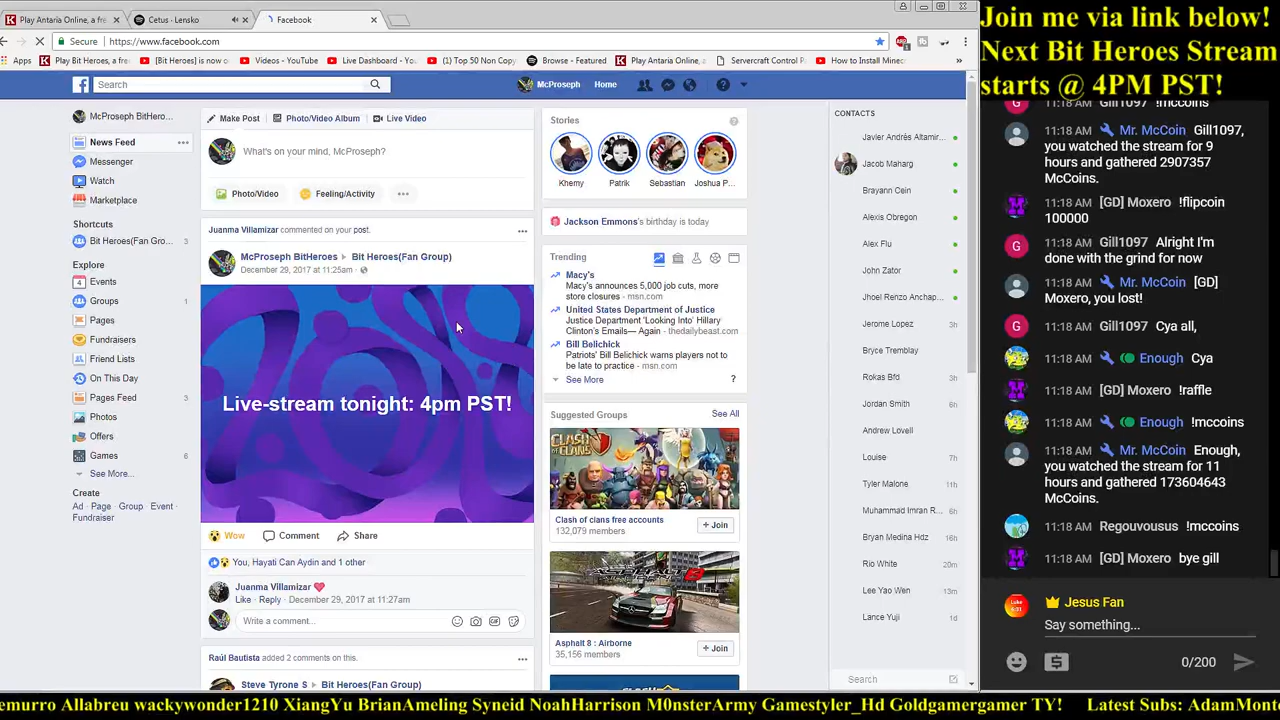 Play Antaria Online, a fre
Cetus - Lensko
Facebook
Secure
https://www.facebook.com
Apps
Play Bit Heroes, a free
[Bit Heroes] is now o
Videos - YouTube
Live Dashboard - You
(1) Top 50 Non Copy
Browse - Featured
Play Antaria Online, a
Servercraft Control P
How to Install Minec
Search
McProseph
Home
McProseph BitHero...
News Feed
Messenger
Watch
Marketplace
Shortcuts
Bit Heroes(Fan Gro... 3
Explore
Events
Groups 1
Pages
Fundraisers
Friend Lists
On This Day
Pages Feed 3
Photos
Offers
Games 6
See More...
Create
Ad · Page · Group · Event ·
Fundraiser
Make Post
Photo/Video Album
Live Video
What's on your mind, McProseph?
Photo/Video
Feeling/Activity
Juanma Villamizar commented on your post.
McProseph BitHeroes ▸ Bit Heroes(Fan Group)
December 29, 2017 at 11:25am ·
Live-stream tonight: 4pm PST!
Wow
Comment
Share
You, Hayati Can Aydin and 1 other
Juanma Villamizar
Like · Reply · December 29, 2017 at 11:27am
Write a comment...
Raúl Bautista added 2 comments on this.
Steve Tyrone S ▸ Bit Heroes(Fan Group)
Stories
Khemy
Patrik
Sebastian
Joshua P...
Jackson Emmons's birthday is today
Trending
Macy's
Macy's announces 5,000 job cuts, more
store closures - msn.com
United States Department of Justice
Justice Department 'Looking Into' Hillary
Clinton's Emails— Again - thedailybeast.com
Bill Belichick
Patriots' Bill Belichick warns players not to
be late to practice - msn.com
See More
?
Suggested Groups
See All
CLASH OF CLANS
Clash of clans free accounts
132,079 members
+ Join
Asphalt 8 : Airborne
35,156 members
+ Join
CONTACTS
Javier Andrés Altamir...
Jacob Maharg
Brayann Cein
Alexis Obregon
Alex Flu
John Zator
Jhoel Renzo Anchap...
Jerome Lopez 3h
Bryce Tremblay
Rokas Bfd 3h
Jordan Smith 6h
Andrew Lovell
Louise 7h
Tyler Malone 11h
Muhammad Imran R...
Bryan Medina Hdz 6h
Rio White 20m
Lee Yao Wen 13m
Lance Yuji 1d
Search
Join me via link below!
Next Bit Heroes Stream
starts @ 4PM PST!
Gill1097 !mccoins
11:18 AM Mr. McCoin Gill1097,
you watched the stream for 9
hours and gathered 2907357
McCoins.
11:18 AM [GD] Moxero !flipcoin
100000
11:18 AM Gill1097 Alright I'm
done with the grind for now
11:18 AM Mr. McCoin [GD]
Moxero, you lost!
11:18 AM Gill1097 Cya all,
11:18 AM Enough Cya
11:18 AM [GD] Moxero !raffle
11:18 AM Enough !mccoins
11:18 AM Mr. McCoin Enough,
you watched the stream for 11
hours and gathered 173604643
McCoins.
11:18 AM Regouvousus !mccoins
11:18 AM [GD] Moxero bye gill
Jesus Fan
Say something...
0/200
emurro Allabreu wackywonder1210 XiangYu BrianAmeling Syneid NoahHarrison M0nsterArmy Gamestyler_Hd Goldgamergamer TY! Latest Subs: AdamMont